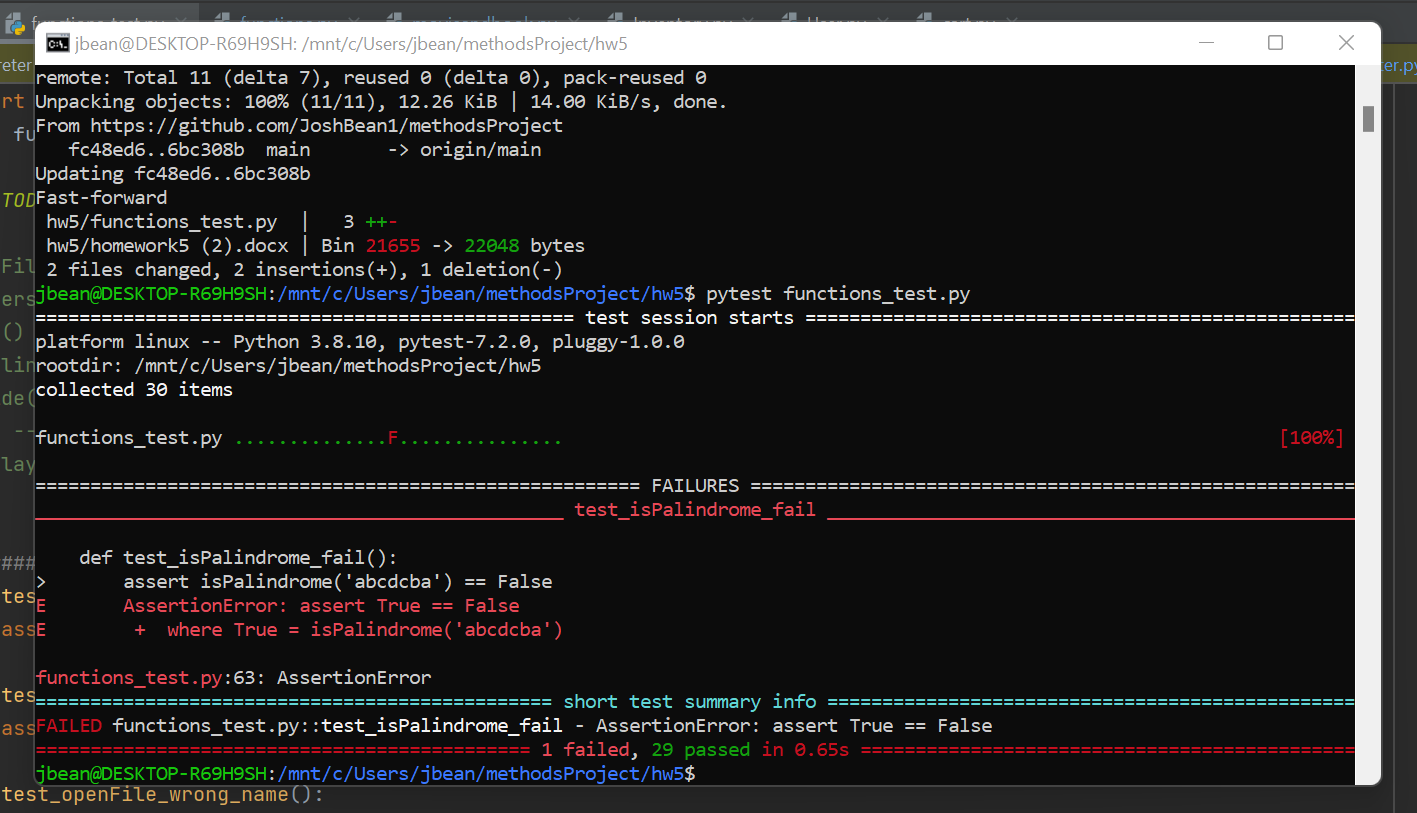 jbean@DESKTOP-R69H9SH: /mnt/c/Users/jbean/methodsProject/hw5
remote: Total 11 (delta 7), reused 0 (delta 0), pack-reused 0
Unpacking objects: 100% (11/11), 12.26 KiB | 14.00 KiB/s, done.
From https://github.com/JoshBean1/methodsProject
   fc48ed6..6bc308b  main       -> origin/main
Updating fc48ed6..6bc308b
Fast-forward
 hw5/functions_test.py  |   3 ++-
 hw5/homework5 (2).docx | Bin 21655 -> 22048 bytes
 2 files changed, 2 insertions(+), 1 deletion(-)
jbean@DESKTOP-R69H9SH:/mnt/c/Users/jbean/methodsProject/hw5$ pytest functions_test.py
================================================= test session starts ==================================================
platform linux -- Python 3.8.10, pytest-7.2.0, pluggy-1.0.0
rootdir: /mnt/c/Users/jbean/methodsProject/hw5
collected 30 items
functions_test.py ..............F............... [100%]
======================================================= FAILURES =======================================================
________________________________________________ test_isPalindrome_fail ________________________________________________
    def test_isPalindrome_fail():
>       assert isPalindrome('abcdcba') == False
E       AssertionError: assert True == False
E        +  where True = isPalindrome('abcdcba')
functions_test.py:63: AssertionError
=============================================== short test summary info ================================================
FAILED functions_test.py::test_isPalindrome_fail - AssertionError: assert True == False
============================================= 1 failed, 29 passed in 0.65s =============================================
jbean@DESKTOP-R69H9SH:/mnt/c/Users/jbean/methodsProject/hw5$
test_openFile_wrong_name():